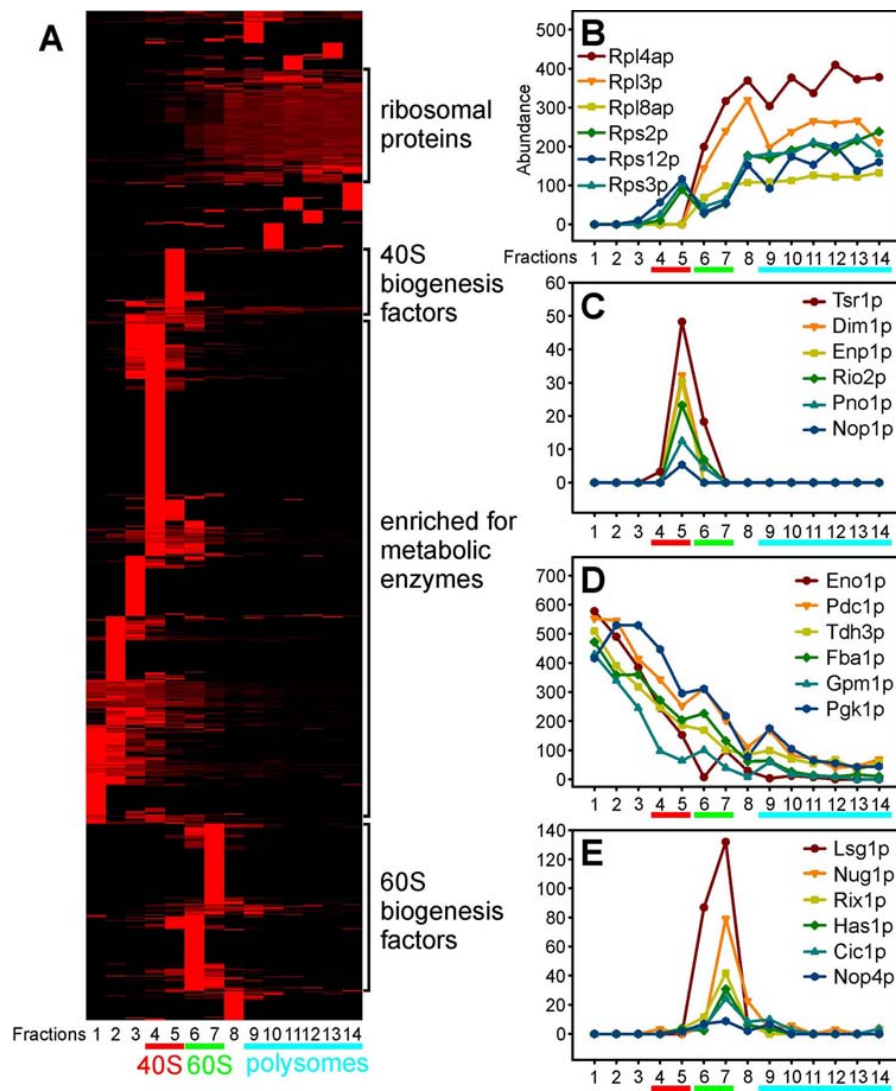 A
ribosomal
proteins
40S
biogenesis
factors
enriched for
metabolic
enzymes
60S
biogenesis
factors
Fractions
1 2 3 4 5 6 7 8 9 10 11 12 13 14
40S 60S polysomes
B
Abundance
500
400
300
200
100
0
Rpl4ap
Rpl3p
Rpl8ap
Rps2p
Rps12p
Rps3p
Fractions
1 2 3 4 5 6 7 8 9 10 11 12 13 14
C
60
50
40
30
20
10
0
Tsr1p
Dim1p
Enp1p
Rio2p
Pno1p
Nop1p
1 2 3 4 5 6 7 8 9 10 11 12 13 14
D
700
600
500
400
300
200
100
0
Eno1p
Pdc1p
Tdh3p
Fba1p
Gpm1p
Pgk1p
1 2 3 4 5 6 7 8 9 10 11 12 13 14
E
140
120
100
80
60
40
20
0
Lsg1p
Nug1p
Rix1p
Has1p
Cic1p
Nop4p
1 2 3 4 5 6 7 8 9 10 11 12 13 14